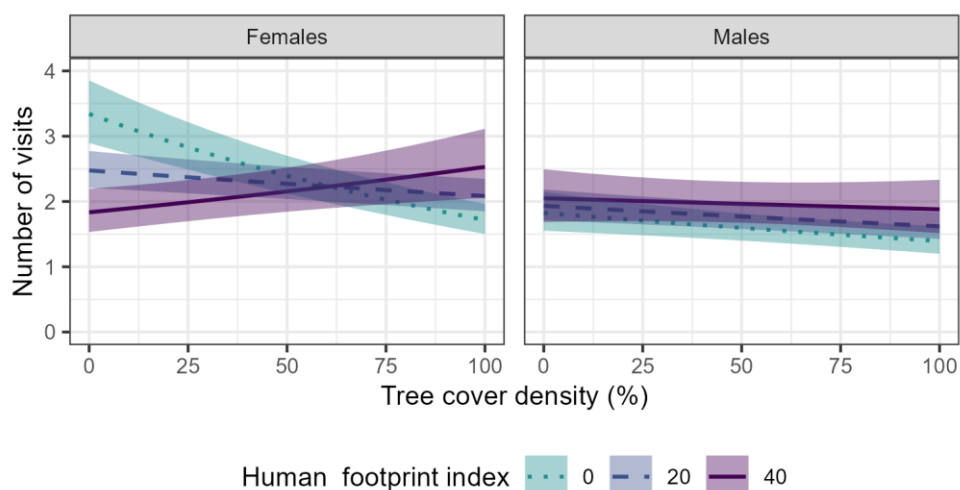 Females Males
Number of visits
4
3
2
1
0
0 25 50 75 100 0 25 50 75 100
Tree cover density (%)
Human footprint index 0 20 40